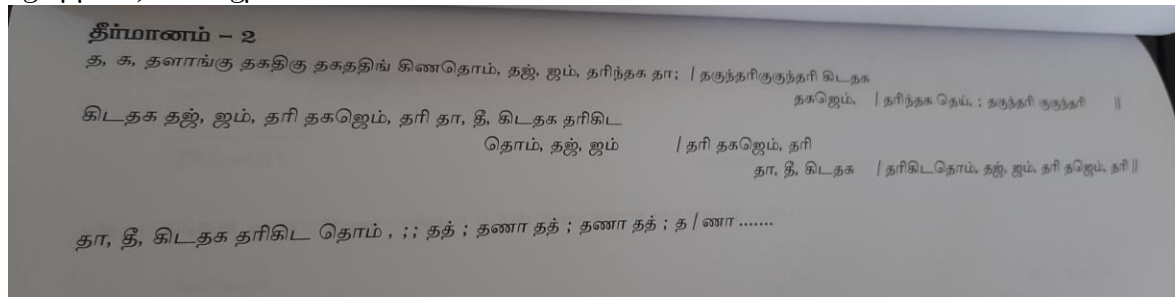 தீர்மானம் – 2
த, க, தளாங்கு தகதிகு தகததிங் கிணதொம், தஜ், ஜம், தரிந்தக தா; | தகுந்தரிகுகுந்தரி கிடதக
தகஜெம், | தரிந்தக தெய், ; தகுந்தரி குகுந்தரி ||
கிடதக தஜ், ஜம், தரி தகஜெம், தரி தா, தீ, கிடதக தரிகிட
தொம், தஜ், ஜம் | தரி தகஜெம், தரி
தா, தீ, கிடதக | தரிகிடதொம், தஜ், ஜம், தரி தஜெம், தரி ||
தா, தீ, கிடதக தரிகிட தொம் , ;; தத் ; தணா தத் ; தணா தத் ; த / ணா .......